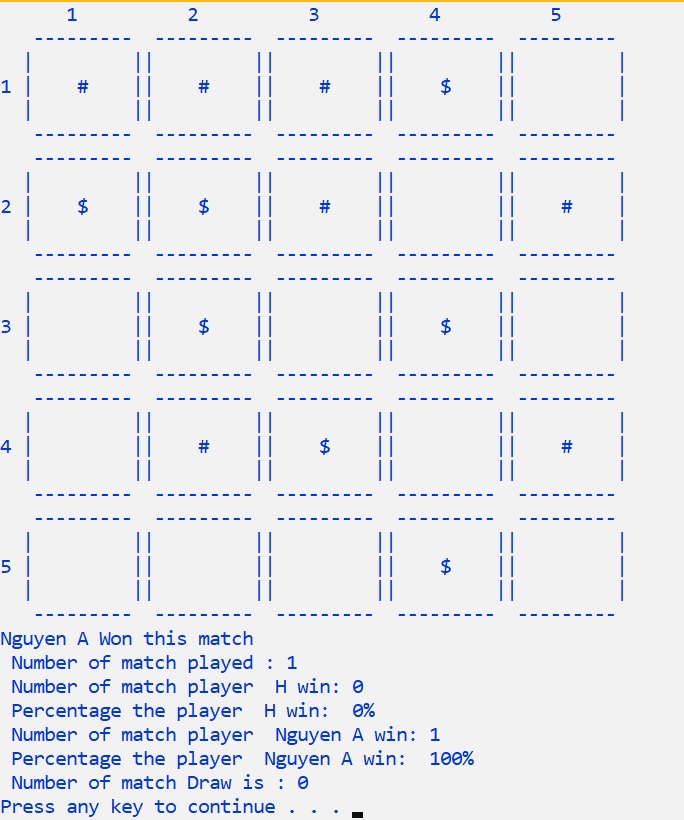 1 2 3 4 5
--------- --------- --------- --------- ---------
| || || || || |
1 | # || # || # || $ || |
| || || || || |
--------- --------- --------- --------- ---------
--------- --------- --------- --------- ---------
| || || || || |
2 | $ || $ || # || || # |
| || || || || |
--------- --------- --------- --------- ---------
--------- --------- --------- --------- ---------
| || || || || |
3 | || $ || || $ || |
| || || || || |
--------- --------- --------- --------- ---------
--------- --------- --------- --------- ---------
| || || || || |
4 | || # || $ || || # |
| || || || || |
--------- --------- --------- --------- ---------
--------- --------- --------- --------- ---------
| || || || || |
5 | || || || $ || |
| || || || || |
--------- --------- --------- --------- ---------
Nguyen A Won this match
Number of match played : 1
Number of match player  H win: 0
Percentage the player  H win:  0%
Number of match player  Nguyen A win: 1
Percentage the player  Nguyen A win:  100%
Number of match Draw is : 0
Press any key to continue . . .